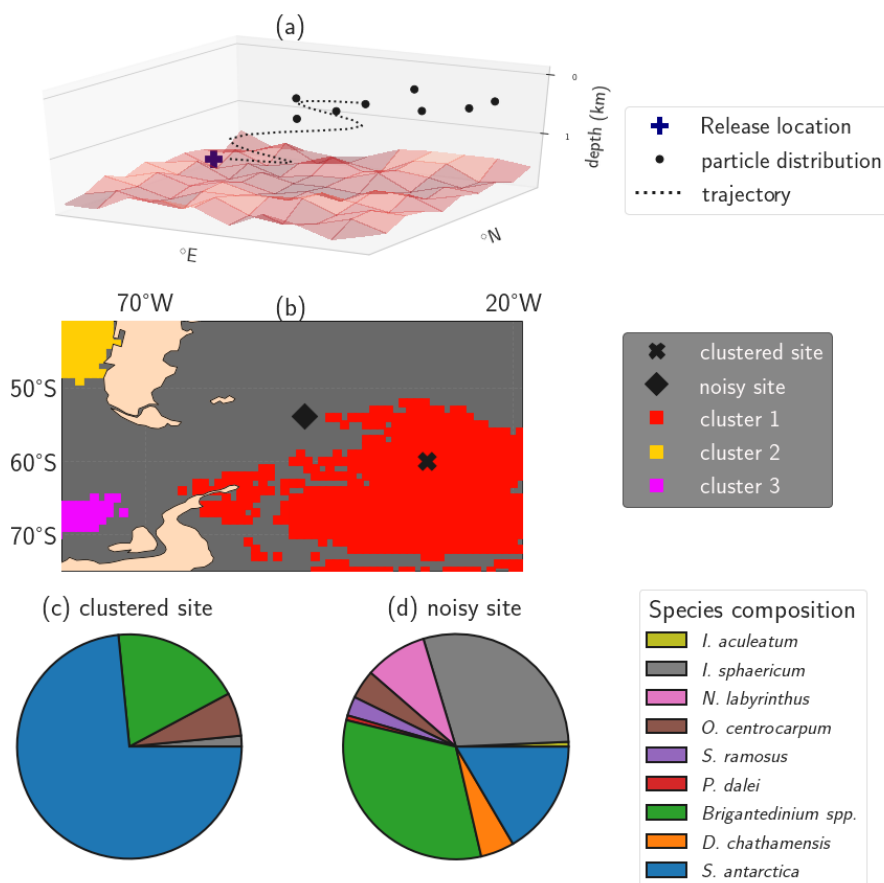 (a)
0
1
depth (km)
°E
°N
Release location
particle distribution
trajectory
70°W
(b)
20°W
50°S
60°S
70°S
clustered site
noisy site
cluster 1
cluster 2
cluster 3
(c) clustered site
(d) noisy site
Species composition
I. aculeatum
I. sphaericum
N. labyrinthus
O. centrocarpum
S. ramosus
P. dalei
Brigantedinium spp.
D. chathamensis
S. antarctica